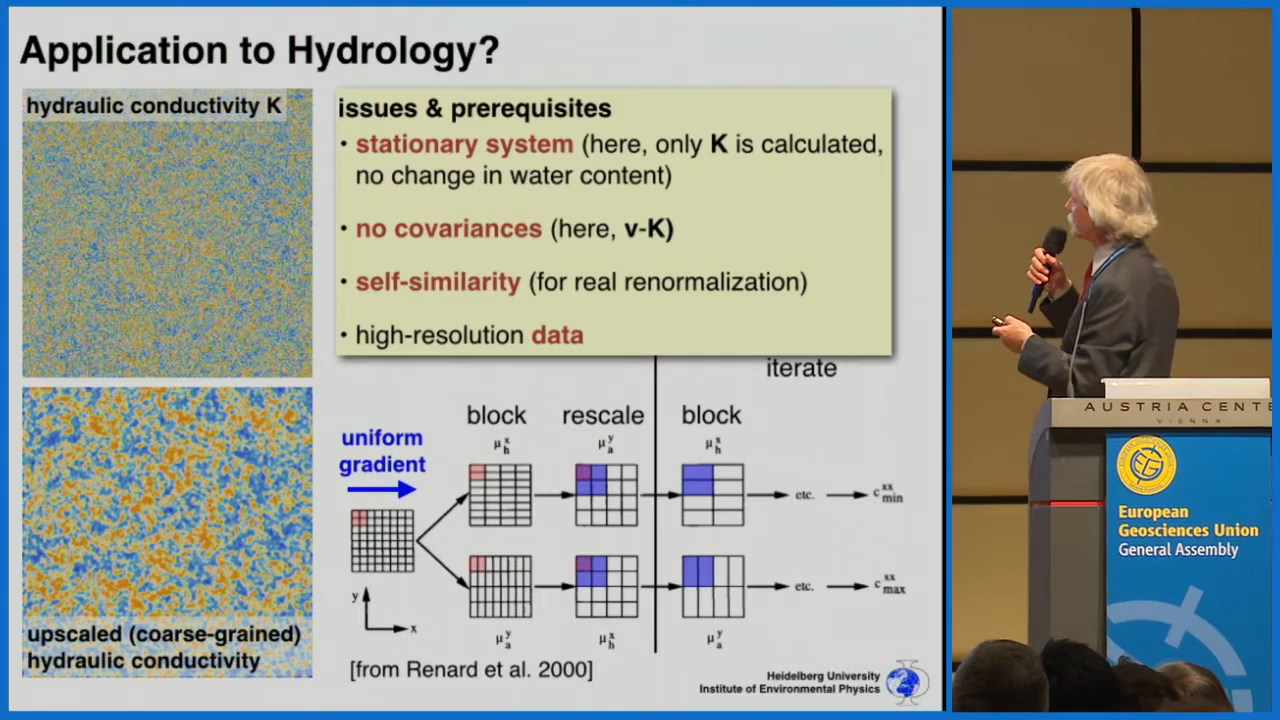 Application to Hydrology?
hydraulic conductivity K
issues & prerequisites
• stationary system (here, only K is calculated,
no change in water content)
• no covariances (here, v-K)
• self-similarity (for real renormalization)
• high-resolution data
iterate
block
rescale
block
μ x h
μ y a
μ x h
uniform
gradient
etc.
c xx min
y
x
etc.
c xx max
μ y a
μ x h
μ y a
upscaled (coarse-grained)
hydraulic conductivity
[from Renard et al. 2000]
Heidelberg University
Institute of Environmental Physics
AUSTRIA CENTE
VIENNA
European
Geosciences Union
General Assembly